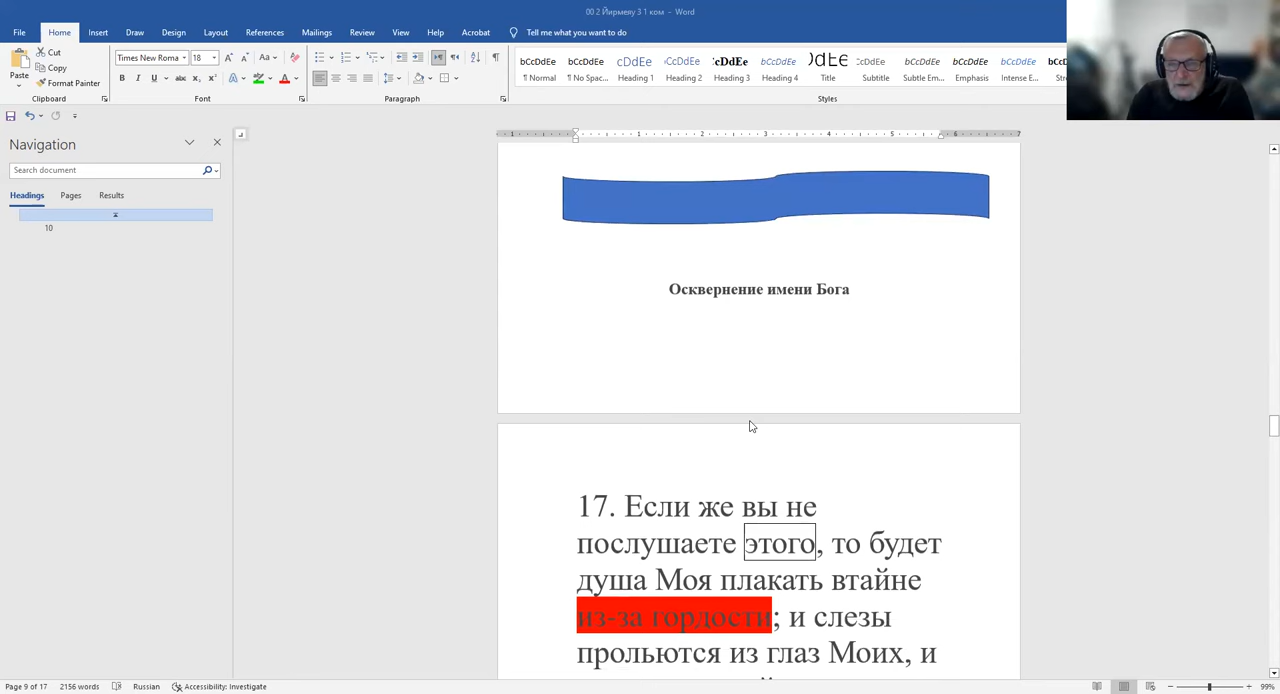 00 2 Йирмеяу 3 1 ком - Word
File Home Insert Draw Design Layout References Mailings Review View Help Acrobat Tell me what you want to do
Paste
Cut
Copy
Format Painter
Clipboard
Times New Roma 18
Font
Paragraph
AaBbCcDdEe
¶ Normal
¶ No Spac...
Heading 1
Heading 2
Heading 3
Heading 4
Title
Subtitle
Subtle Em...
Emphasis
Intense E...
Styles
Navigation
Search document
Headings Pages Results
10
Осквернение имени Бога
17. Если же вы не
послушаете этого, то будет
душа Моя плакать втайне
из-за гордости; и слезы
прольются из глаз Моих, и
Page 9 of 17 2156 words Russian Accessibility: Investigate 99%